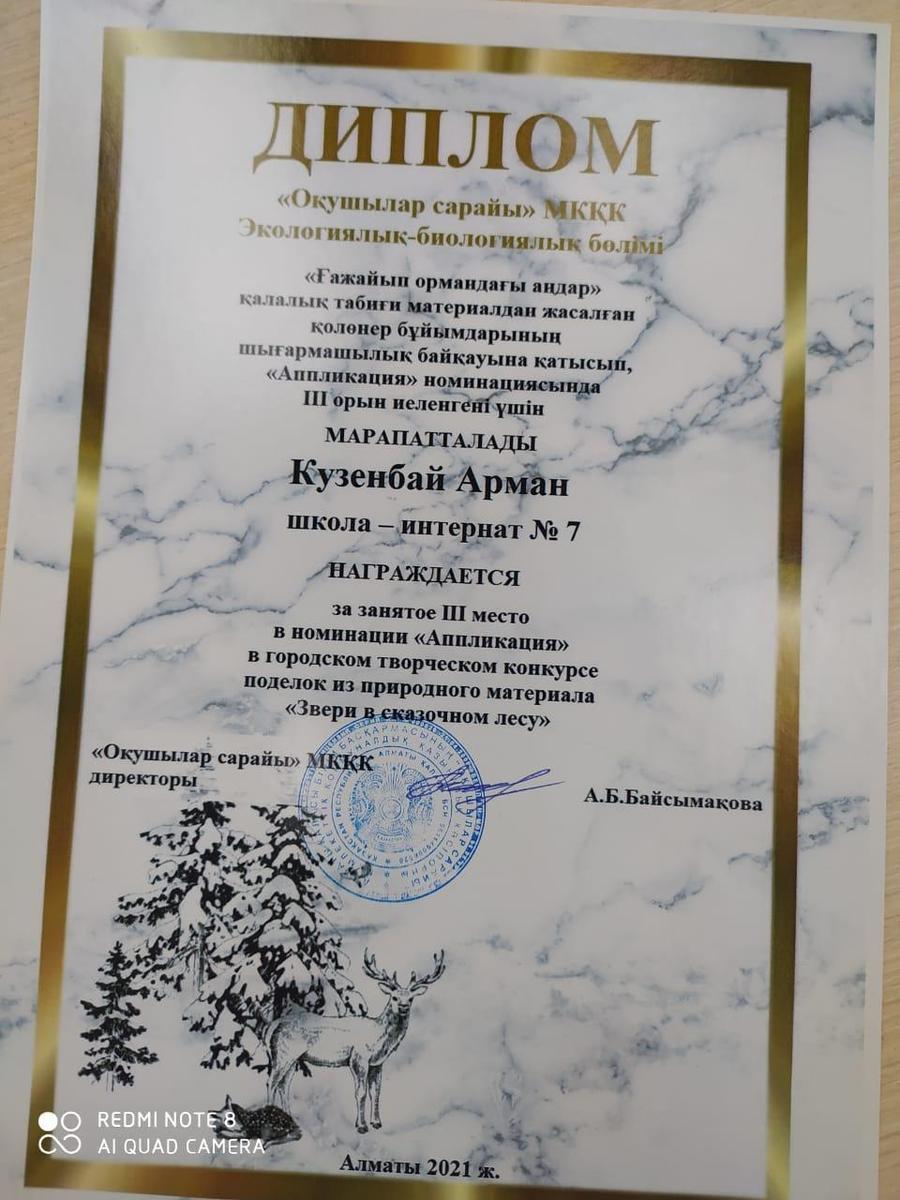 ДИПЛОМ
«Оқушылар сарайы» МКҚК
Экологиялық-биологиялық бөлімі
«Ғажайып ормандағы аңдар»
қалалық табиғи материалдан жасалған
қолөнер бұйымдарының
шығармашылық байқауына қатысып,
«Аппликация» номинациясында
III орын иеленгені үшін
МАРАПАТТАЛАДЫ
Кузенбай Арман
школа – интернат № 7
НАГРАЖДАЕТСЯ
за занятое III место
в номинации «Аппликация»
в городском творческом конкурсе
поделок из природного материала
«Звери в сказочном лесу»
«Оқушылар сарайы» МКҚК
директоры
А.Б.Байсымақова
REDMI NOTE 8
AI QUAD CAMERA
Алматы 2021 ж.